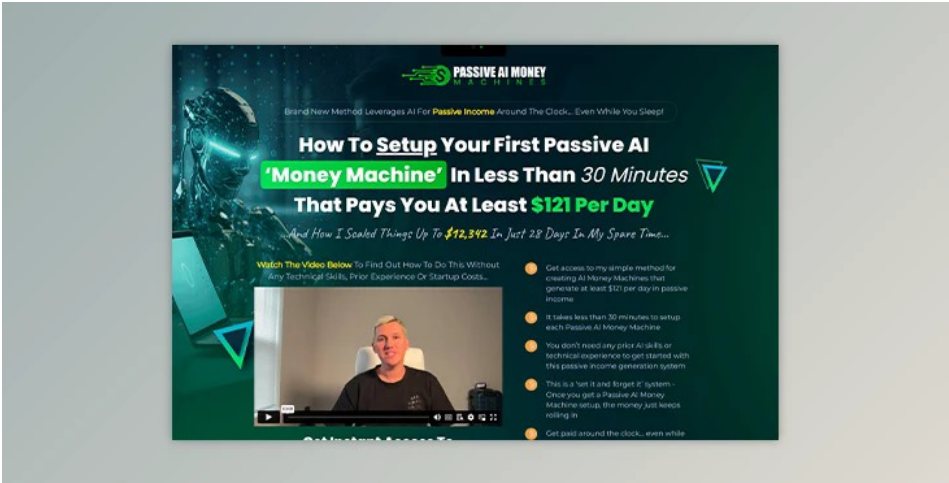 PASSIVE AI MONEY
MACHINES
Brand New Method Leverages AI For Passive Income Around The Clock... Even While You Sleep!
How To Setup Your First Passive AI
'Money Machine' In Less Than 30 Minutes
That Pays You At Least $121 Per Day
...And How I Scaled Things Up To $12,342 In Just 28 Days In My Spare Time...
Watch The Video Below To Find Out How To Do This Without
Any Technical Skills, Prior Experience Or Startup Costs...
Get access to my simple method for
creating AI Money Machines that
generate at least $121 per day in passive
income
It takes less than 30 minutes to setup
each Passive AI Money Machine
You don't need any prior AI skills or
technical experience to get started with
this passive income generation system
This is a 'set it and forget it' system -
Once you get a Passive AI Money
Machine setup, the money just keeps
rolling in
Get paid around the clock... even while
Get Instant Access To